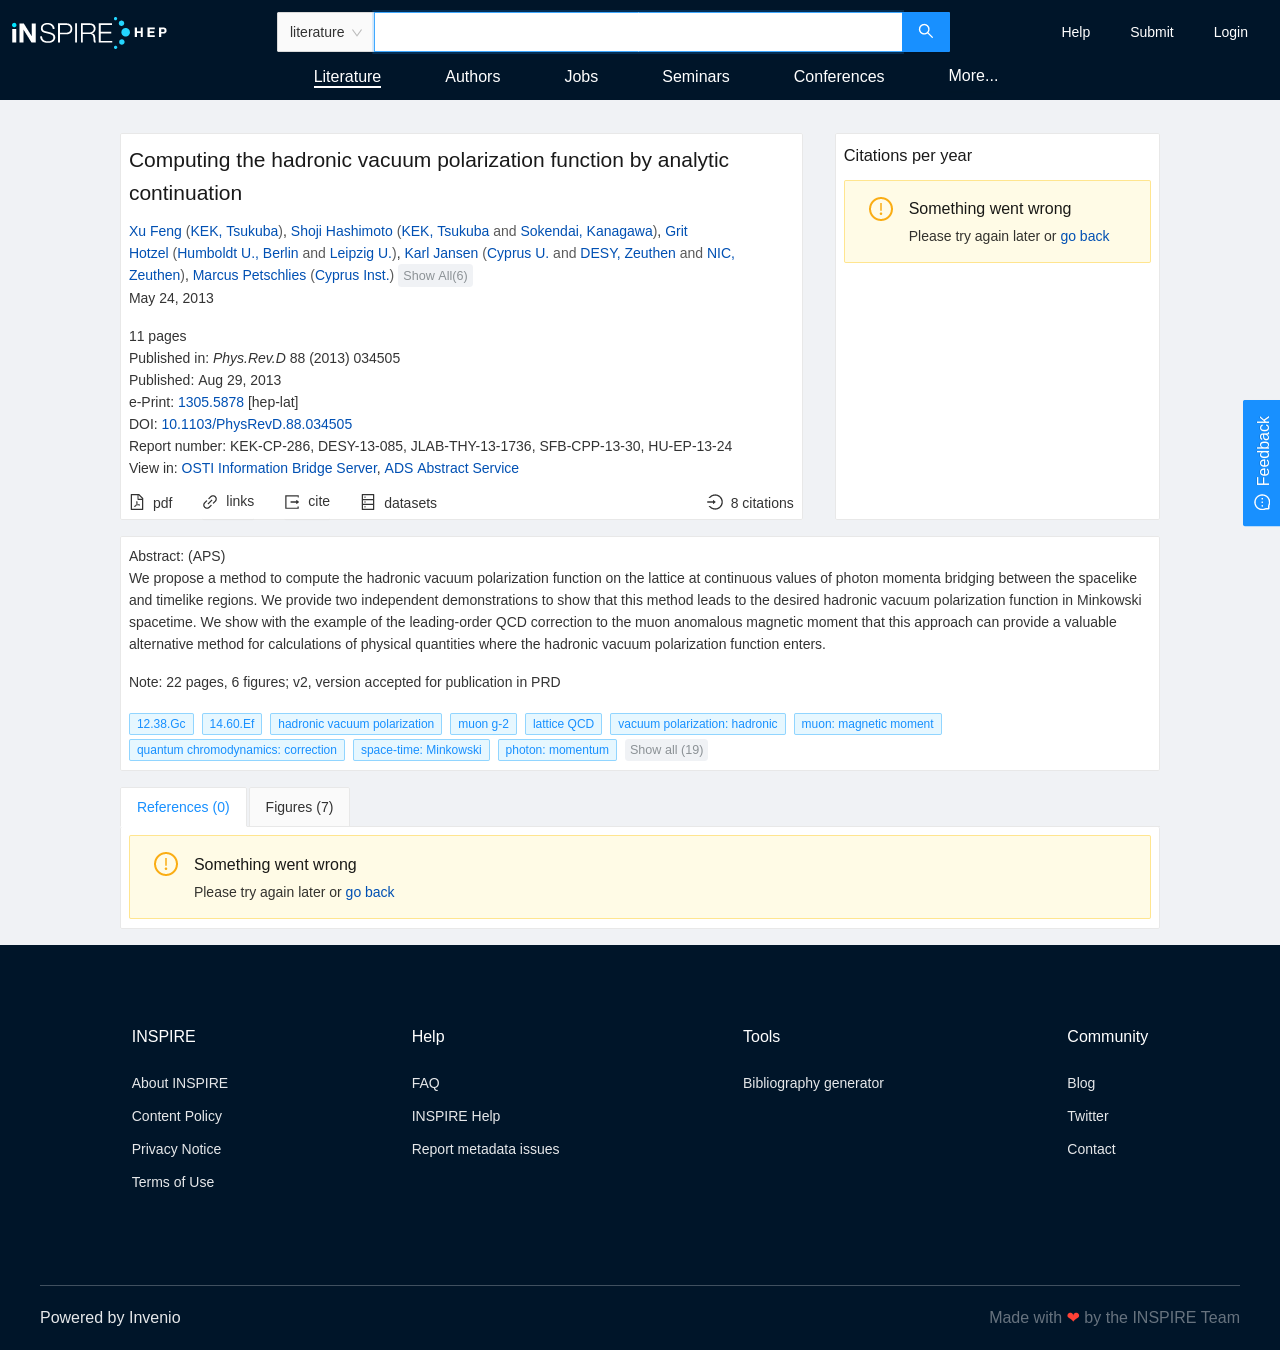 iNSPIRE HEP
literature
Help
Submit
Login
Literature
Authors
Jobs
Seminars
Conferences
More...
Computing the hadronic vacuum polarization function by analytic
continuation
Xu Feng (KEK, Tsukuba), Shoji Hashimoto (KEK, Tsukuba and Sokendai, Kanagawa), Grit
Hotzel (Humboldt U., Berlin and Leipzig U.), Karl Jansen (Cyprus U. and DESY, Zeuthen and NIC,
Zeuthen), Marcus Petschlies (Cyprus Inst.) Show All(6)
May 24, 2013
11 pages
Published in: Phys.Rev.D 88 (2013) 034505
Published: Aug 29, 2013
e-Print: 1305.5878 [hep-lat]
DOI: 10.1103/PhysRevD.88.034505
Report number: KEK-CP-286, DESY-13-085, JLAB-THY-13-1736, SFB-CPP-13-30, HU-EP-13-24
View in: OSTI Information Bridge Server, ADS Abstract Service
pdf
links
cite
datasets
8 citations
Citations per year
Something went wrong
Please try again later or go back
Feedback
Abstract: (APS)
We propose a method to compute the hadronic vacuum polarization function on the lattice at continuous values of photon momenta bridging between the spacelike
and timelike regions. We provide two independent demonstrations to show that this method leads to the desired hadronic vacuum polarization function in Minkowski
spacetime. We show with the example of the leading-order QCD correction to the muon anomalous magnetic moment that this approach can provide a valuable
alternative method for calculations of physical quantities where the hadronic vacuum polarization function enters.
Note: 22 pages, 6 figures; v2, version accepted for publication in PRD
12.38.Gc
14.60.Ef
hadronic vacuum polarization
muon g-2
lattice QCD
vacuum polarization: hadronic
muon: magnetic moment
quantum chromodynamics: correction
space-time: Minkowski
photon: momentum
Show all (19)
References (0)
Figures (7)
Something went wrong
Please try again later or go back
INSPIRE
About INSPIRE
Content Policy
Privacy Notice
Terms of Use
Help
FAQ
INSPIRE Help
Report metadata issues
Tools
Bibliography generator
Community
Blog
Twitter
Contact
Powered by Invenio
Made with ❤ by the INSPIRE Team